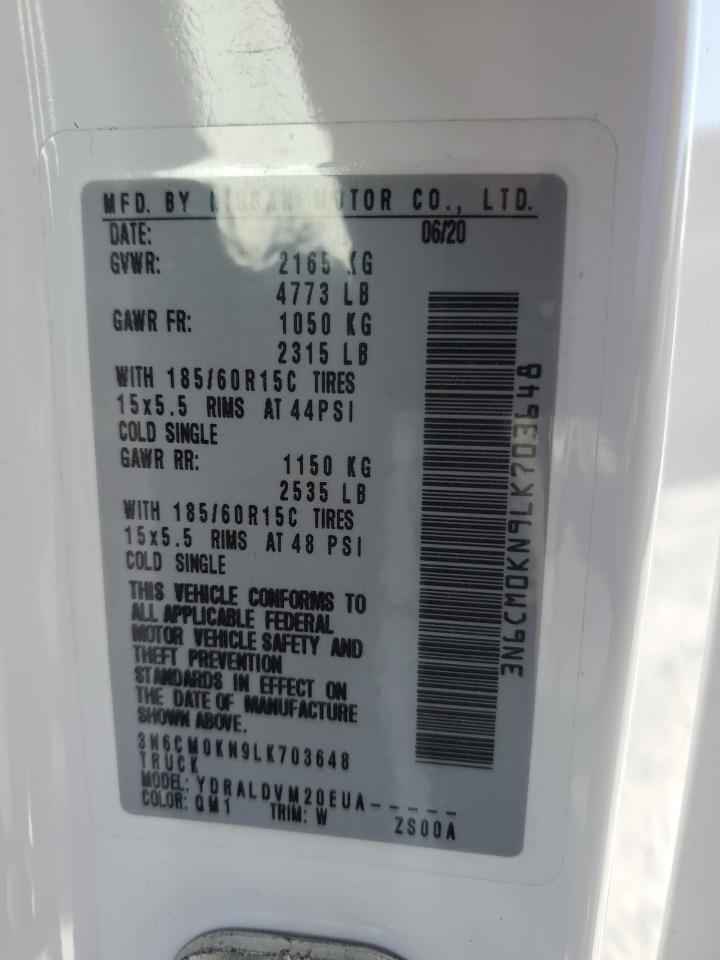 MFD. BY NISSAN MOTOR CO., LTD.
DATE: 06/20
GVWR: 2165 KG
4773 LB
GAWR FR: 1050 KG
2315 LB
WITH 185/60R15C TIRES
15x5.5 RIMS AT 44PSI
COLD SINGLE
GAWR RR: 1150 KG
2535 LB
WITH 185/60R15C TIRES
15x5.5 RIMS AT 48 PSI
COLD SINGLE
THIS VEHICLE CONFORMS TO
ALL APPLICABLE FEDERAL
MOTOR VEHICLE SAFETY AND
THEFT PREVENTION
STANDARDS IN EFFECT ON
THE DATE OF MANUFACTURE
SHOWN ABOVE.
3N6CM0KN9LK703648
TRUCK
MODEL: YDRALDVM20EUA-----
COLOR: QM1 TRIM: W ZS00A
3N6CM0KN9LK703648